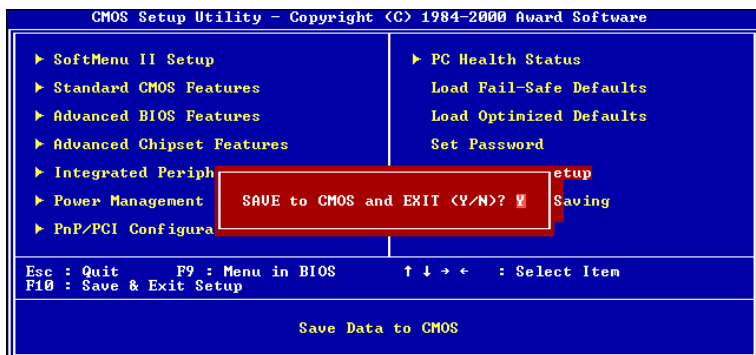 CMOS Setup Utility - Copyright (C) 1984-2000 Award Software
▶ SoftMenu II Setup
▶ Standard CMOS Features
▶ Advanced BIOS Features
▶ Advanced Chipset Features
▶ Integrated Periph
▶ Power Management
▶ PnP/PCI Configura
▶ PC Health Status
Load Fail-Safe Defaults
Load Optimized Defaults
Set Password
etup
Saving
SAVE to CMOS and EXIT (Y/N)? Y
Esc : Quit F9 : Menu in BIOS ↑ ↓ → ← : Select Item
F10 : Save & Exit Setup
Save Data to CMOS